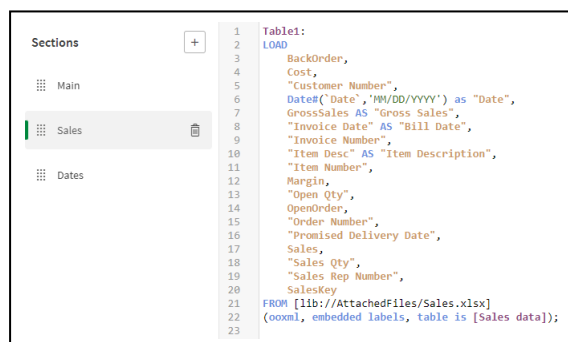 Sections
+
Main
Sales
Dates
1 Table1:
2 LOAD
3 BackOrder,
4 Cost,
5 "Customer Number",
6 Date#(`Date`,'MM/DD/YYYY') as "Date",
7 GrossSales AS "Gross Sales",
8 "Invoice Date" AS "Bill Date",
9 "Invoice Number",
10 "Item Desc" AS "Item Description",
11 "Item Number",
12 Margin,
13 "Open Qty",
14 OpenOrder,
15 "Order Number",
16 "Promised Delivery Date",
17 Sales,
18 "Sales Qty",
19 "Sales Rep Number",
20 SalesKey
21 FROM [lib://AttachedFiles/Sales.xlsx]
22 (ooxml, embedded labels, table is [Sales data]);
23